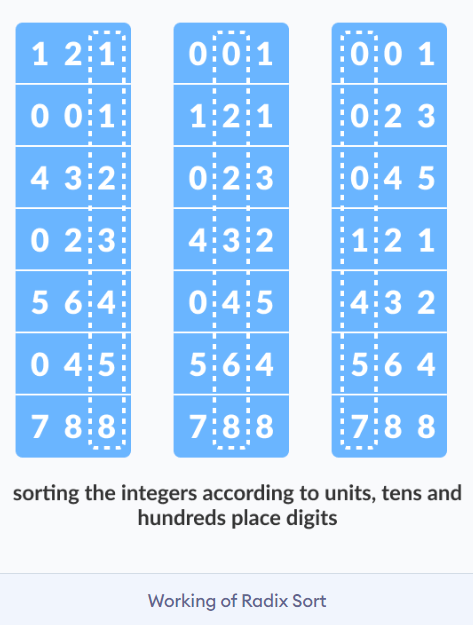 1 2 1 0 0 1 0 0 1
0 0 1 1 2 1 0 2 3
4 3 2 0 2 3 0 4 5
0 2 3 4 3 2 1 2 1
5 6 4 0 4 5 4 3 2
0 4 5 5 6 4 5 6 4
7 8 8 7 8 8 7 8 8
sorting the integers according to units, tens and
hundreds place digits
Working of Radix Sort